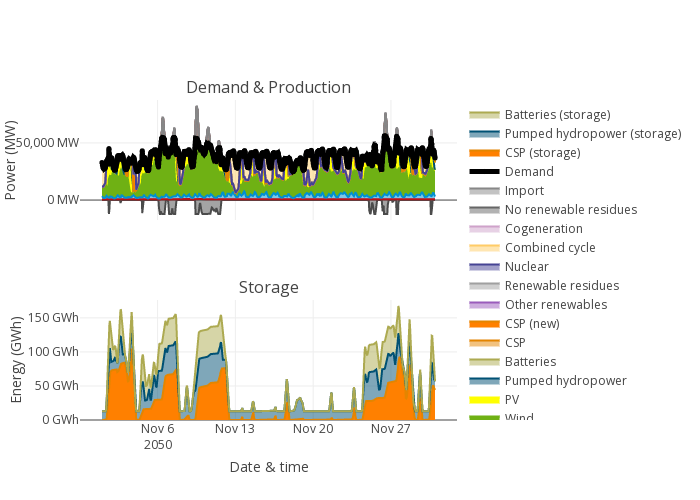 Demand & Production
Power (MW)
50,000 MW
0 MW
Storage
Energy (GWh)
150 GWh
100 GWh
50 GWh
0 GWh
Nov 6
2050
Nov 13
Nov 20
Nov 27
Date & time
Batteries (storage)
Pumped hydropower (storage)
CSP (storage)
Demand
Import
No renewable residues
Cogeneration
Combined cycle
Nuclear
Renewable residues
Other renewables
CSP (new)
CSP
Batteries
Pumped hydropower
PV
Wind